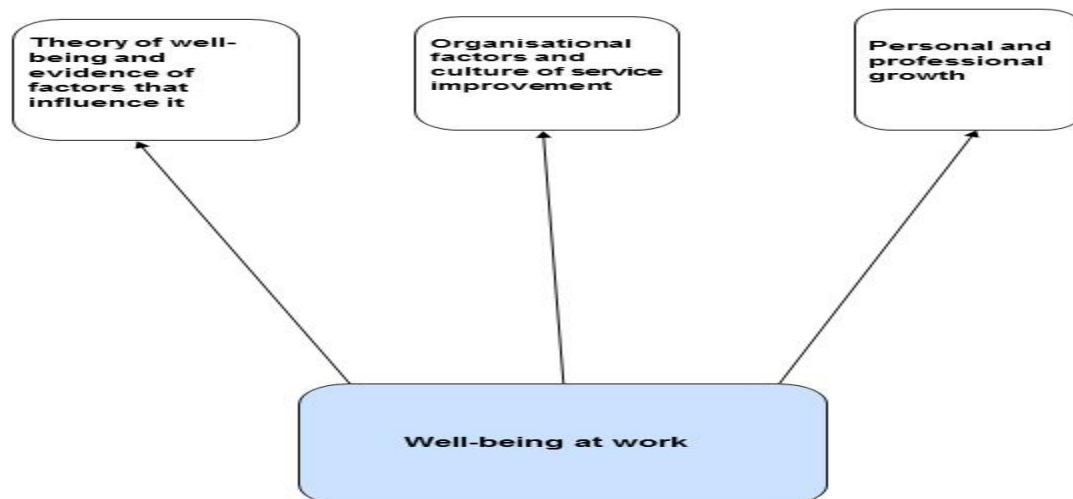 Theory of well-
being and
evidence of
factors that
influence it
Organisational
factors and
culture of service
improvement
Personal and
professional
growth
Well-being at work